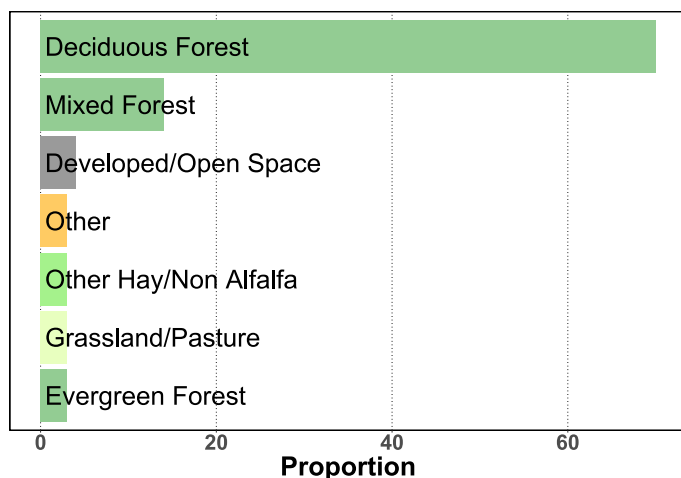 Deciduous Forest
Mixed Forest
Developed/Open Space
Other
Other Hay/Non Alfalfa
Grassland/Pasture
Evergreen Forest
0 20 40 60
Proportion